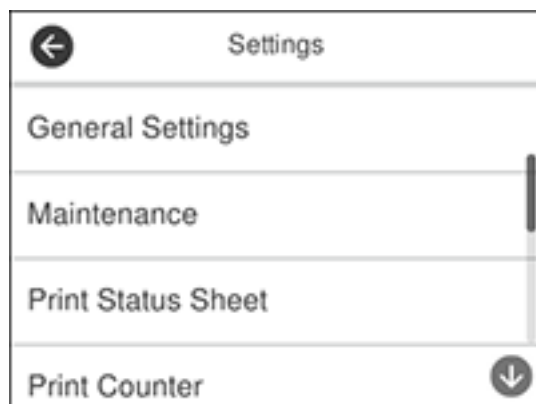 Settings
General Settings
Maintenance
Print Status Sheet
Print Counter